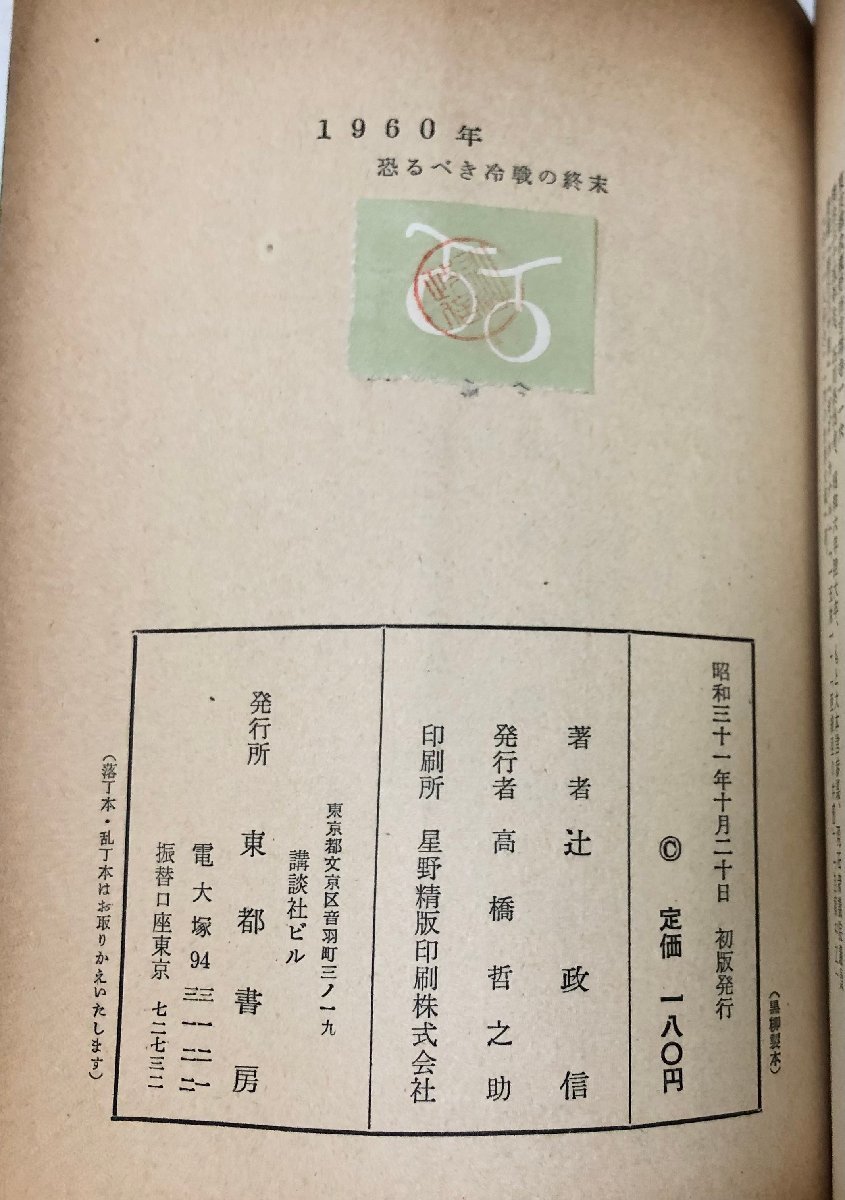 1960年
恐るべき冷戦の終末
昭和三十一年十月二十日 初版発行
© 定価 一八〇円
著者 辻政信
発行者 高橋哲之助
印刷所 星野精版印刷株式会社
東京都文京区音羽町三ノ一九
講談社ビル
発行所 東都書房
電大塚94三一二一
三一二二
振替口座東京 七二七三二
(落丁本・乱丁本はお取りかえいたします)
(黒柳製本)